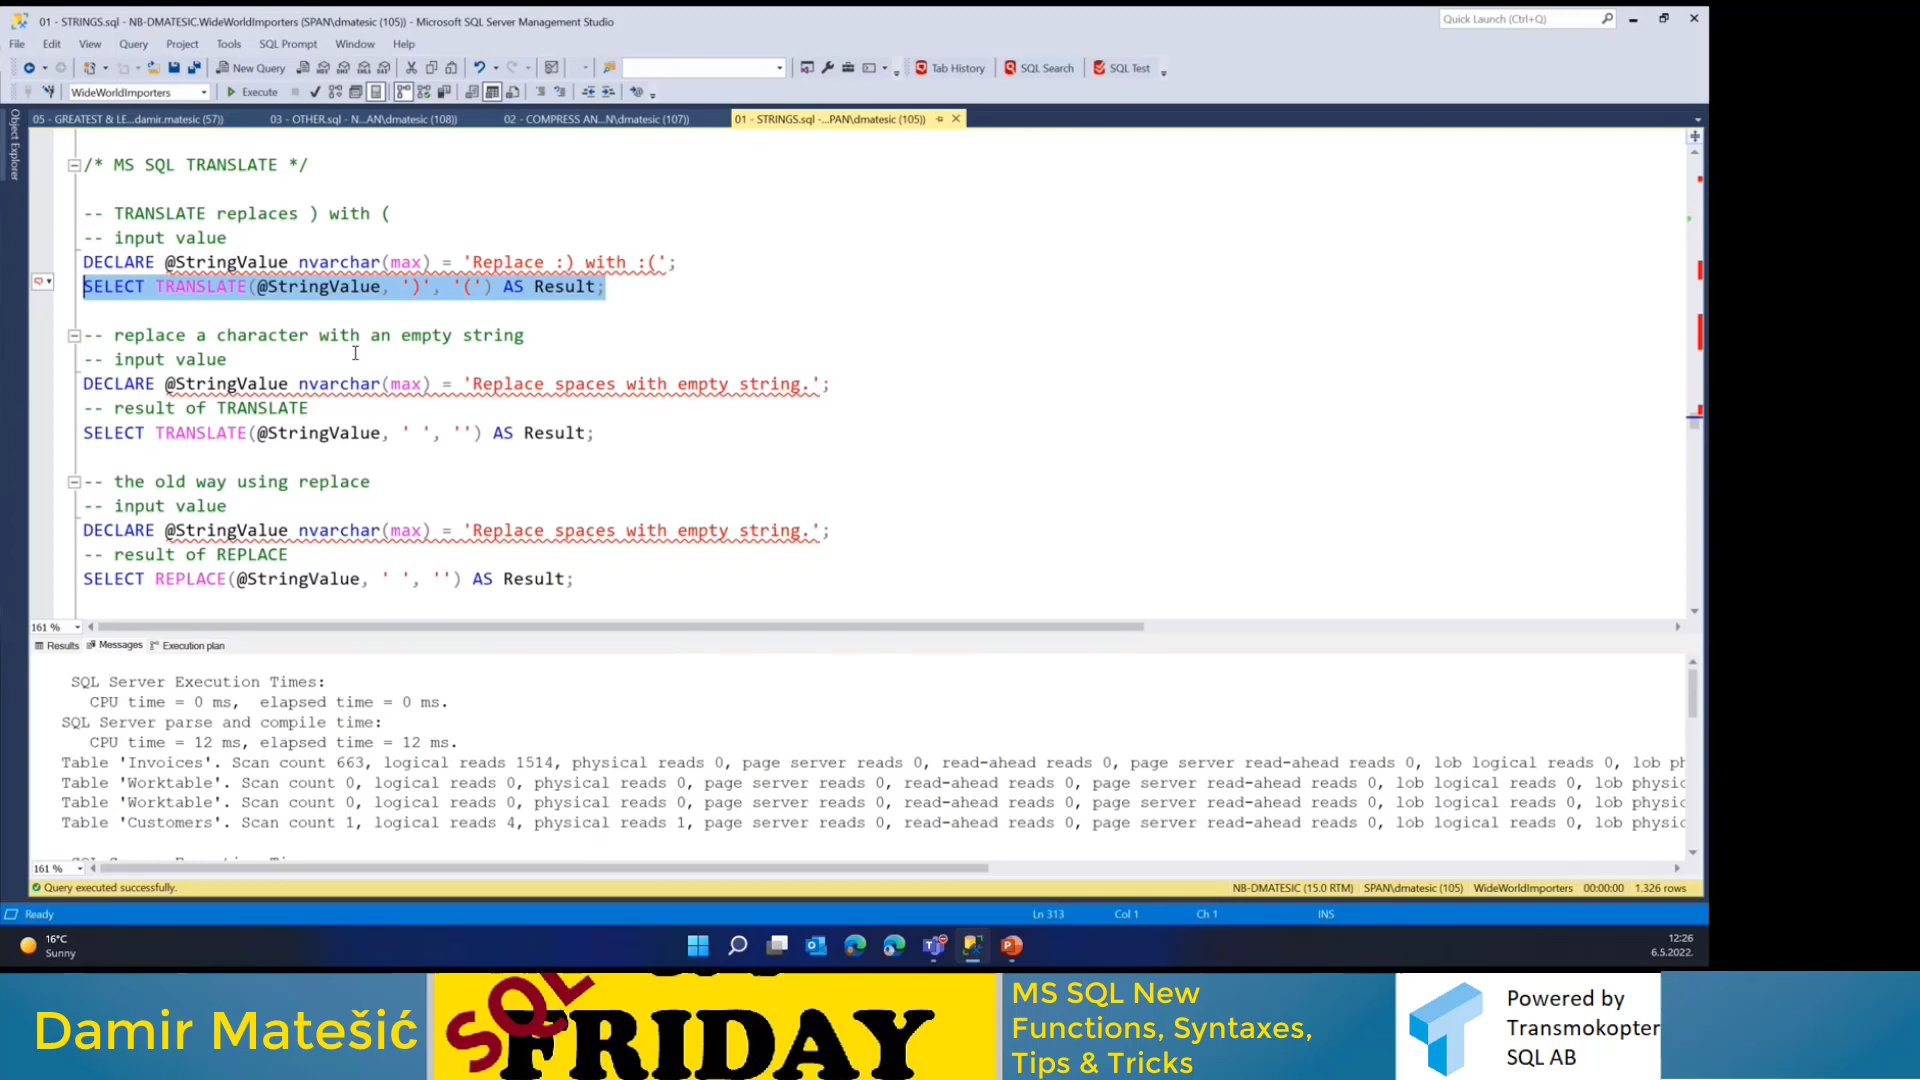 01 - STRINGS.sql - NB-DMATESIC.WideWorldImporters (SPAN\dmatesic (105)) - Microsoft SQL Server Management Studio
Quick Launch (Ctrl+Q)
File Edit View Query Project Tools SQL Prompt Window Help
New Query
Tab History SQL Search SQL Test
WideWorldImporters Execute
05 - GREATEST & LE...damir.matesic (57)) 03 - OTHER.sql - N...AN\dmatesic (108)) 02 - COMPRESS AN...N\dmatesic (107)) 01 - STRINGS.sql -...PAN\dmatesic (105))
Object Explorer
/* MS SQL TRANSLATE */
-- TRANSLATE replaces ) with (
-- input value
DECLARE @StringValue nvarchar(max) = 'Replace :) with :(';
SELECT TRANSLATE(@StringValue, ')', '(') AS Result;
-- replace a character with an empty string
-- input value
DECLARE @StringValue nvarchar(max) = 'Replace spaces with empty string.';
-- result of TRANSLATE
SELECT TRANSLATE(@StringValue, ' ', '') AS Result;
-- the old way using replace
-- input value
DECLARE @StringValue nvarchar(max) = 'Replace spaces with empty string.';
-- result of REPLACE
SELECT REPLACE(@StringValue, ' ', '') AS Result;
161 %
Results Messages Execution plan
SQL Server Execution Times:
CPU time = 0 ms, elapsed time = 0 ms.
SQL Server parse and compile time:
CPU time = 12 ms, elapsed time = 12 ms.
Table 'Invoices'. Scan count 663, logical reads 1514, physical reads 0, page server reads 0, read-ahead reads 0, page server read-ahead reads 0, lob logical reads 0, lob ph
Table 'Worktable'. Scan count 0, logical reads 0, physical reads 0, page server reads 0, read-ahead reads 0, page server read-ahead reads 0, lob logical reads 0, lob physic
Table 'Worktable'. Scan count 0, logical reads 0, physical reads 0, page server reads 0, read-ahead reads 0, page server read-ahead reads 0, lob logical reads 0, lob physic
Table 'Customers'. Scan count 1, logical reads 4, physical reads 1, page server reads 0, read-ahead reads 0, page server read-ahead reads 0, lob logical reads 0, lob physic
161 %
Query executed successfully. NB-DMATESIC (15.0 RTM) SPAN\dmatesic (105) WideWorldImporters 00:00:00 1.326 rows
Ready Ln 313 Col 1 Ch 1 INS
16°C
Sunny
12:26
6.5.2022.
Damir Matešić
SQL
FRIDAY
MS SQL New
Functions, Syntaxes,
Tips & Tricks
Powered by
Transmokopter
SQL AB